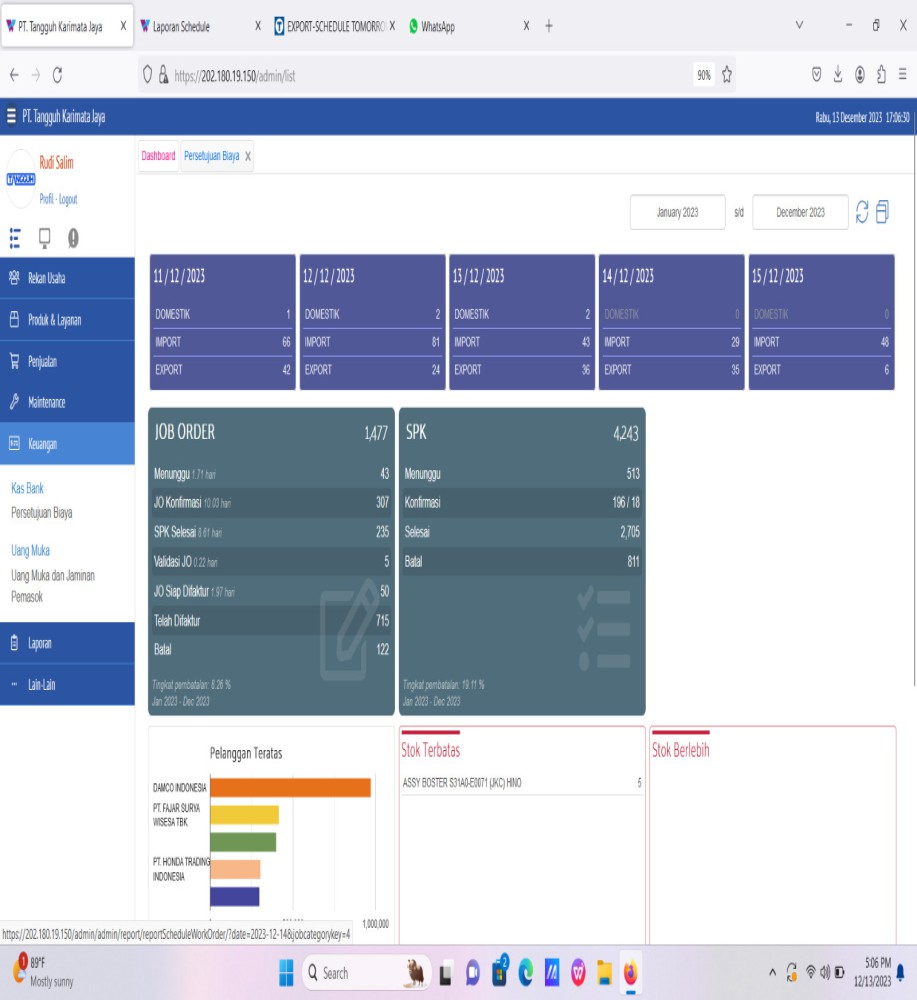 PT. Tangguh Karimata Jaya X
Laporan Schedule X
EXPORT-SCHEDULE TOMORRO X
WhatsApp X
https://202.180.19.150/admin/list
90%
PT. Tangguh Karimata Jaya
Rabu, 13 Desember 2023 17:06:30
Rudi Salim
Profil - Logout
Dashboard
Persetujuan Biaya X
January 2023 s/d December 2023
Rekan Usaha
Produk & Layanan
Penjualan
Maintenance
Keuangan
Kas Bank
Persetujuan Biaya
Uang Muka
Uang Muka dan Jaminan
Pemasok
Laporan
Lain-Lain
11 / 12 / 2023
DOMESTIK 1
IMPORT 66
EXPORT 42
12 / 12 / 2023
DOMESTIK 2
IMPORT 81
EXPORT 24
13 / 12 / 2023
DOMESTIK 2
IMPORT 43
EXPORT 36
14 / 12 / 2023
DOMESTIK 0
IMPORT 29
EXPORT 35
15 / 12 / 2023
DOMESTIK 0
IMPORT 48
EXPORT 6
JOB ORDER 1,477
Menunggu 1.71 hari 43
JO Konfirmasi 10.03 hari 307
SPK Selesai 8.61 hari 235
Validasi JO 0.22 hari 5
JO Siap Difaktur 1.97 hari 50
Telah Difaktur 715
Batal 122
Tingkat pembatalan: 8.26 %
Jan 2023 - Dec 2023
SPK 4,243
Menunggu 513
Konfirmasi 196 / 18
Selesai 2,705
Batal 811
Tingkat pembatalan: 19.11 %
Jan 2023 - Dec 2023
Pelanggan Teratas
DAMCO INDONESIA
PT. FAJAR SURYA
WISESA TBK.
PT. HONDA TRADING
INDONESIA
1,000,000
Stok Terbatas
ASSY BOSTER S31A0-E0071 (JKC) HINO 5
Stok Berlebih
https://202.180.19.150/admin/admin/report/reportScheduleWorkOrder/?date=2023-12-14&jobcategorykey=4
1
89°F
Mostly sunny
Search
2
5:06 PM
12/13/2023